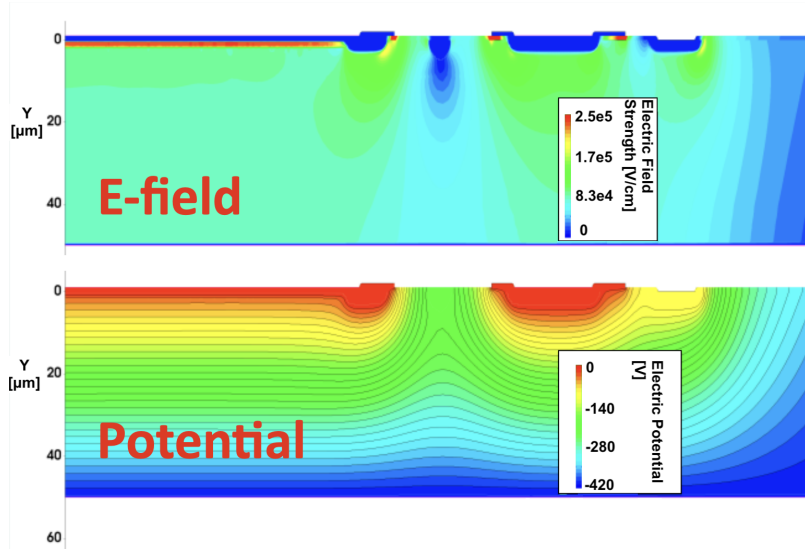 0
Y
[μm]
20
40
E-field
Electric Field
Strength [V/cm]
2.5e5
1.7e5
8.3e4
0
0
Y
[μm]
20
40
60
Potential
Electric Potential
[V]
0
-140
-280
-420